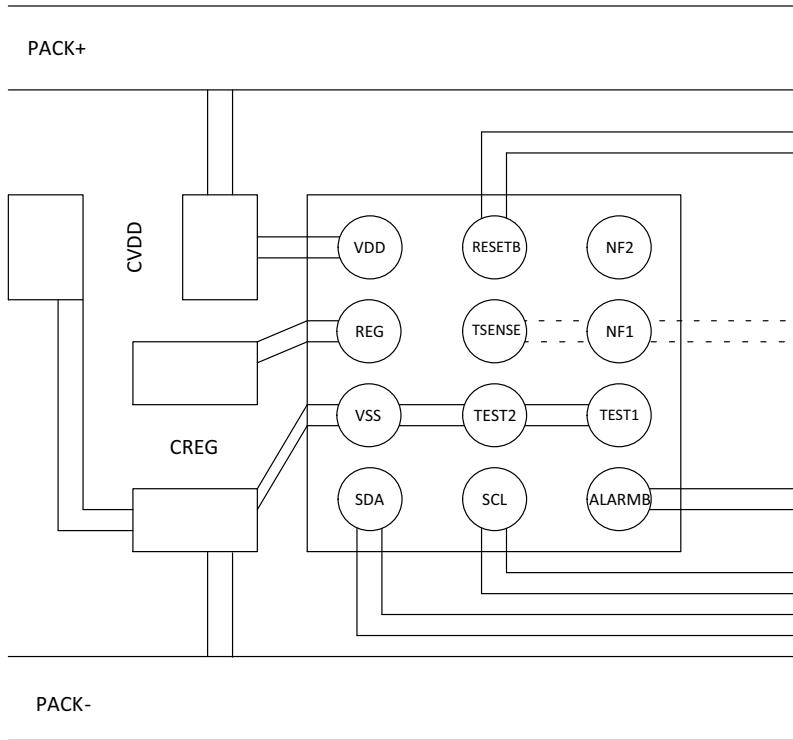 PACK+
CVDD
VDD
RESETB
NF2
REG
TSENSE
NF1
VSS
TEST2
TEST1
CREG
SDA
SCL
ALARMB
PACK-